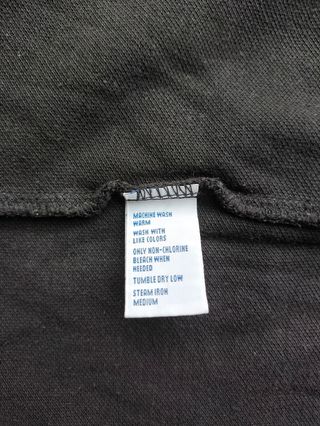 MACHINE WASH
WARM
WASH WITH
LIKE COLORS
ONLY NON-CHLORINE
BLEACH WHEN
NEEDED
TUMBLE DRY LOW
STEAM IRON
MEDIUM